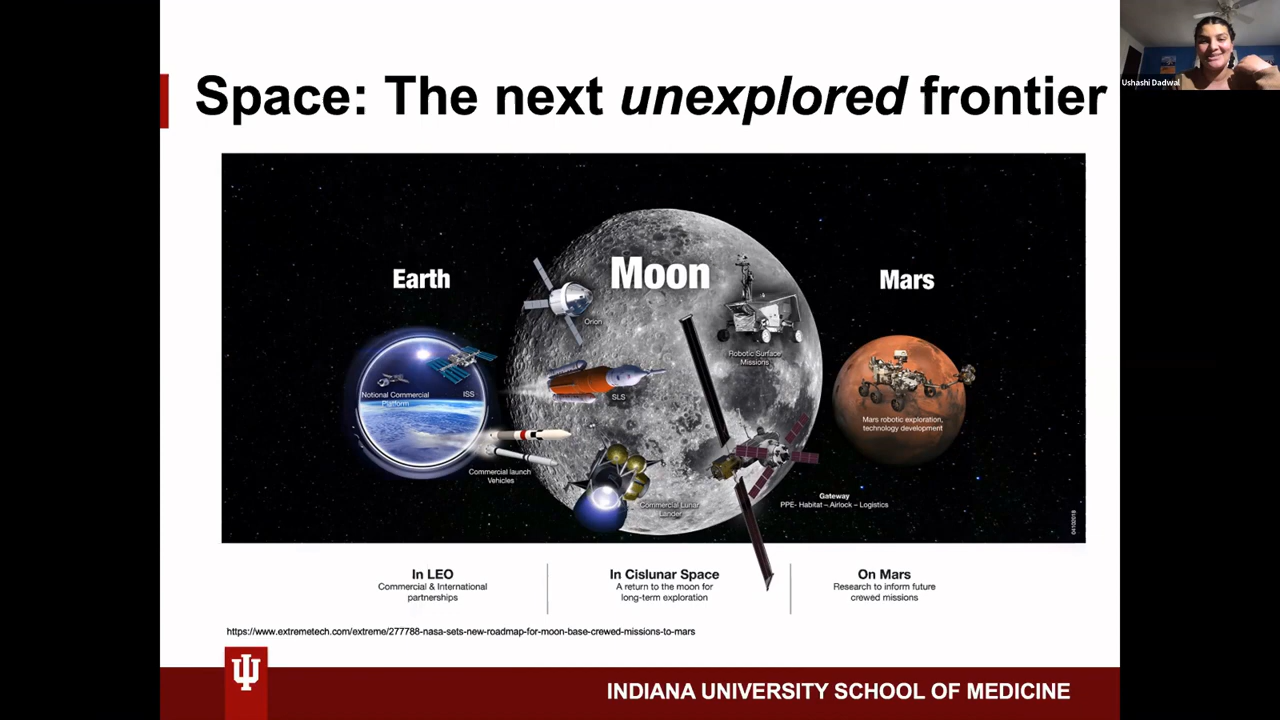 Ushashi Dadwal
Space: The next unexplored frontier
Earth
Moon
Mars
Orion
Robotic Surface
Missions
Notional Commercial
Platform
ISS
SLS
Mars robotic exploration,
technology development
Commercial launch
Vehicles
Commercial Lunar
Lander
Gateway
PPE- Habitat – Airlock – Logistics
04102018
In LEO
Commercial & International
partnerships
In Cislunar Space
A return to the moon for
long-term exploration
On Mars
Research to inform future
crewed missions
https://www.extremetech.com/extreme/277788-nasa-sets-new-roadmap-for-moon-base-crewed-missions-to-mars
INDIANA UNIVERSITY SCHOOL OF MEDICINE